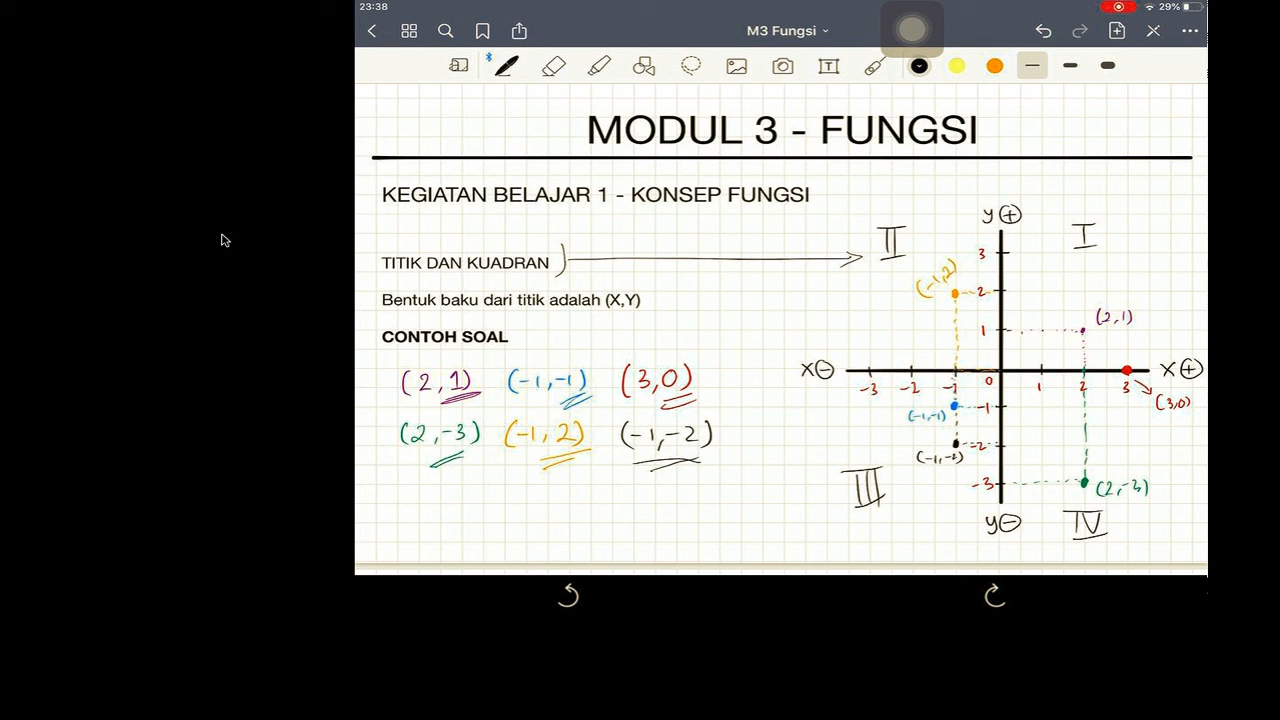 23:38
29%
M3 Fungsi
MODUL 3 - FUNGSI
KEGIATAN BELAJAR 1 - KONSEP FUNGSI
TITIK DAN KUADRAN
Bentuk baku dari titik adalah (X,Y)
CONTOH SOAL
(2,1) (-1,-1) (3,0)
(2,-3) (-1,2) (-1,-2)
y +
II I
3
(-1,2) 2
1 (2,1)
x - x +
-3 -2 -1 0 1 2 3
(3,0)
(-1,-1) -1
-2
(-1,-2)
-3 (2,-3)
III
y - IV